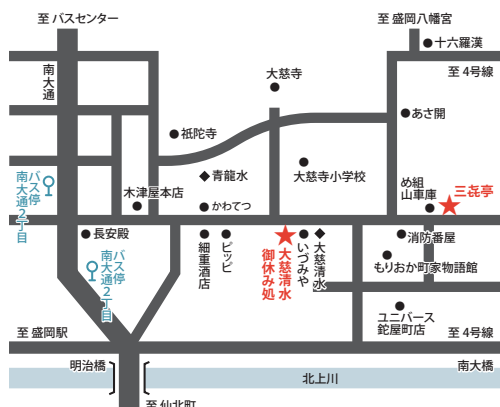 至 バスセンター
至 盛岡八幡宮
十六羅漢
至 4号線
南大通
大慈寺
あさ開
祗陀寺
バス停
南大通2丁目
青龍水
大慈寺小学校
木津屋本店
かわてつ
め組
山車庫
三㐂亭
長安殿
バス停
南大通2丁目
細重酒店
ピッピ
大慈清水
御休み処
いづみや
大慈清水
消防番屋
もりおか町家物語館
ユニバース
鉈屋町店
至 盛岡駅
至 4号線
明治橋
南大橋
北上川
至 仙北町